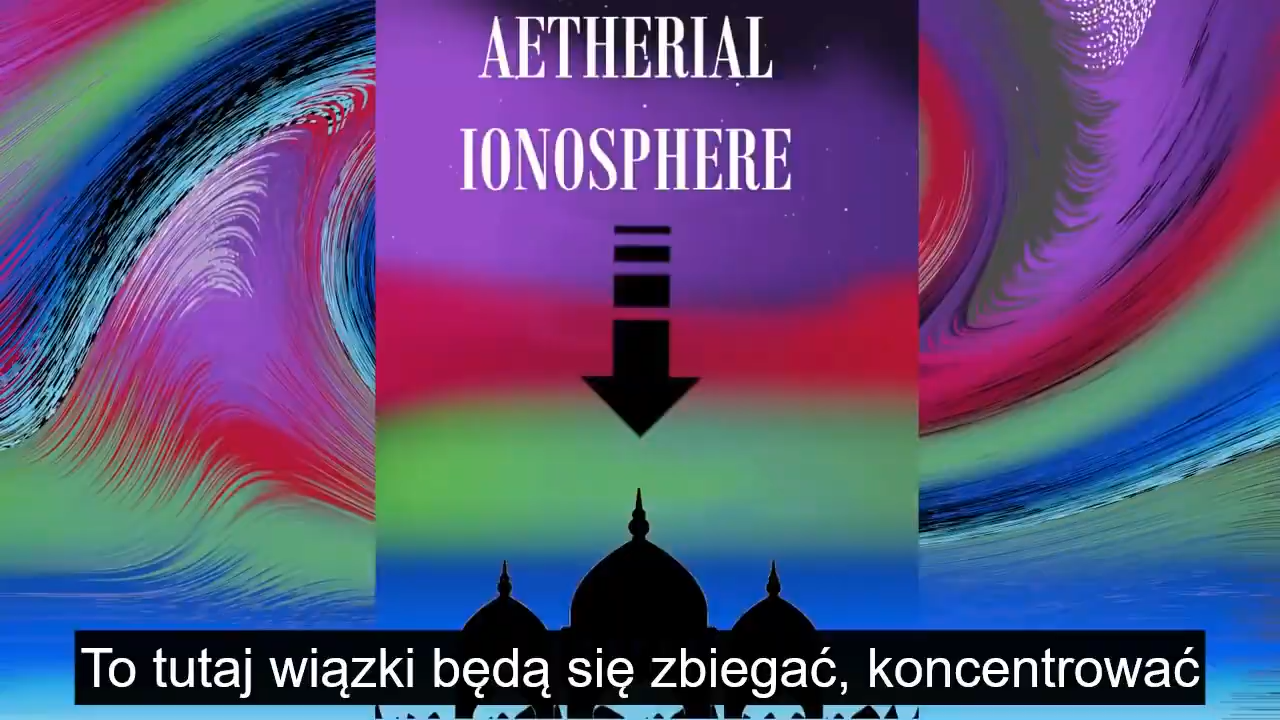 AETHERIAL
IONOSPHERE
To tutaj wiązki będą się zbiegać, koncentrować